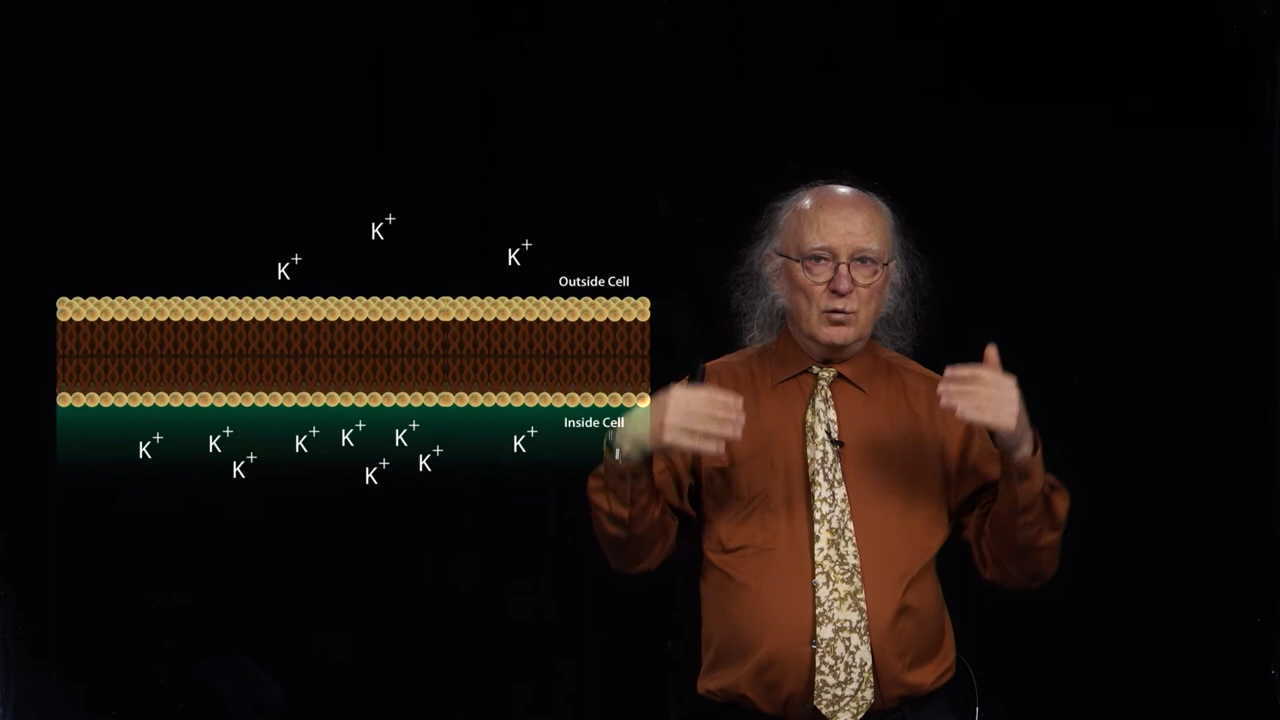 K⁺
K⁺
K⁺
Outside Cell
Inside Cell
K⁺ K⁺ K⁺ K⁺ K⁺ K⁺
K⁺ K⁺ K⁺